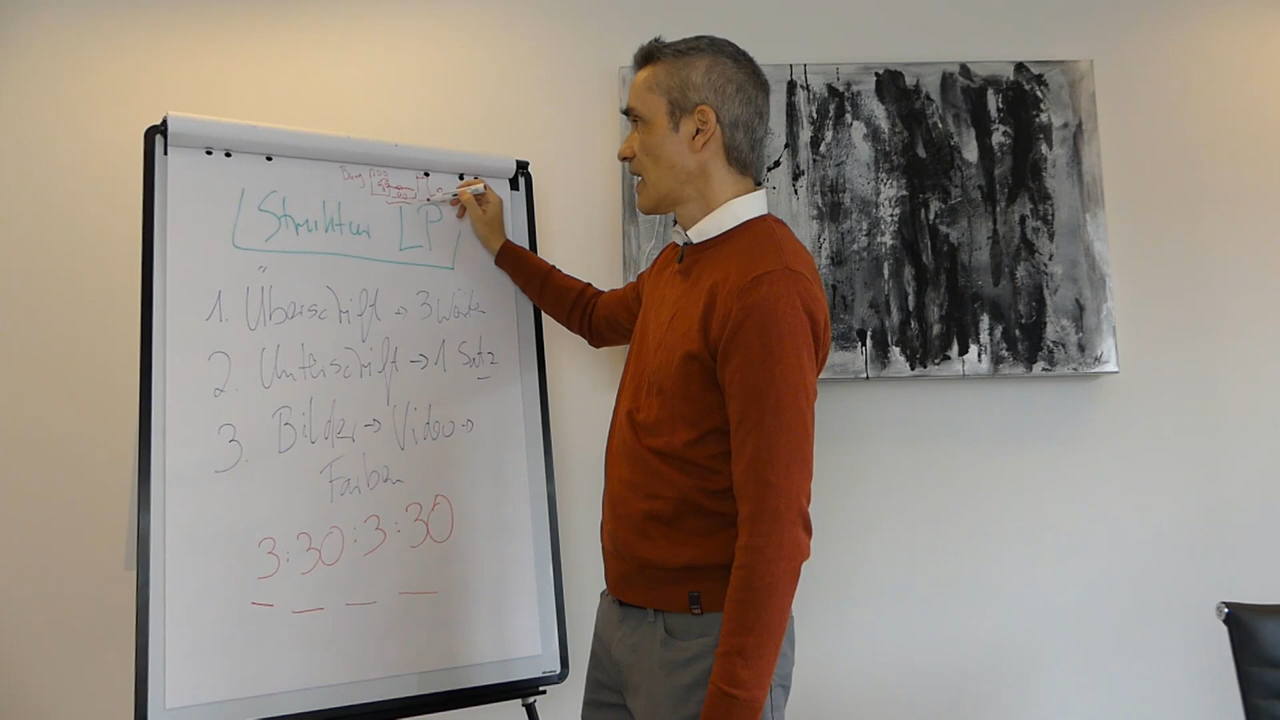 Struktur LP
1. Überschrift → 3 Wörter
2. Unterschrift → 1 Satz
3. Bilder → Video →
Farben
3:30:3:30